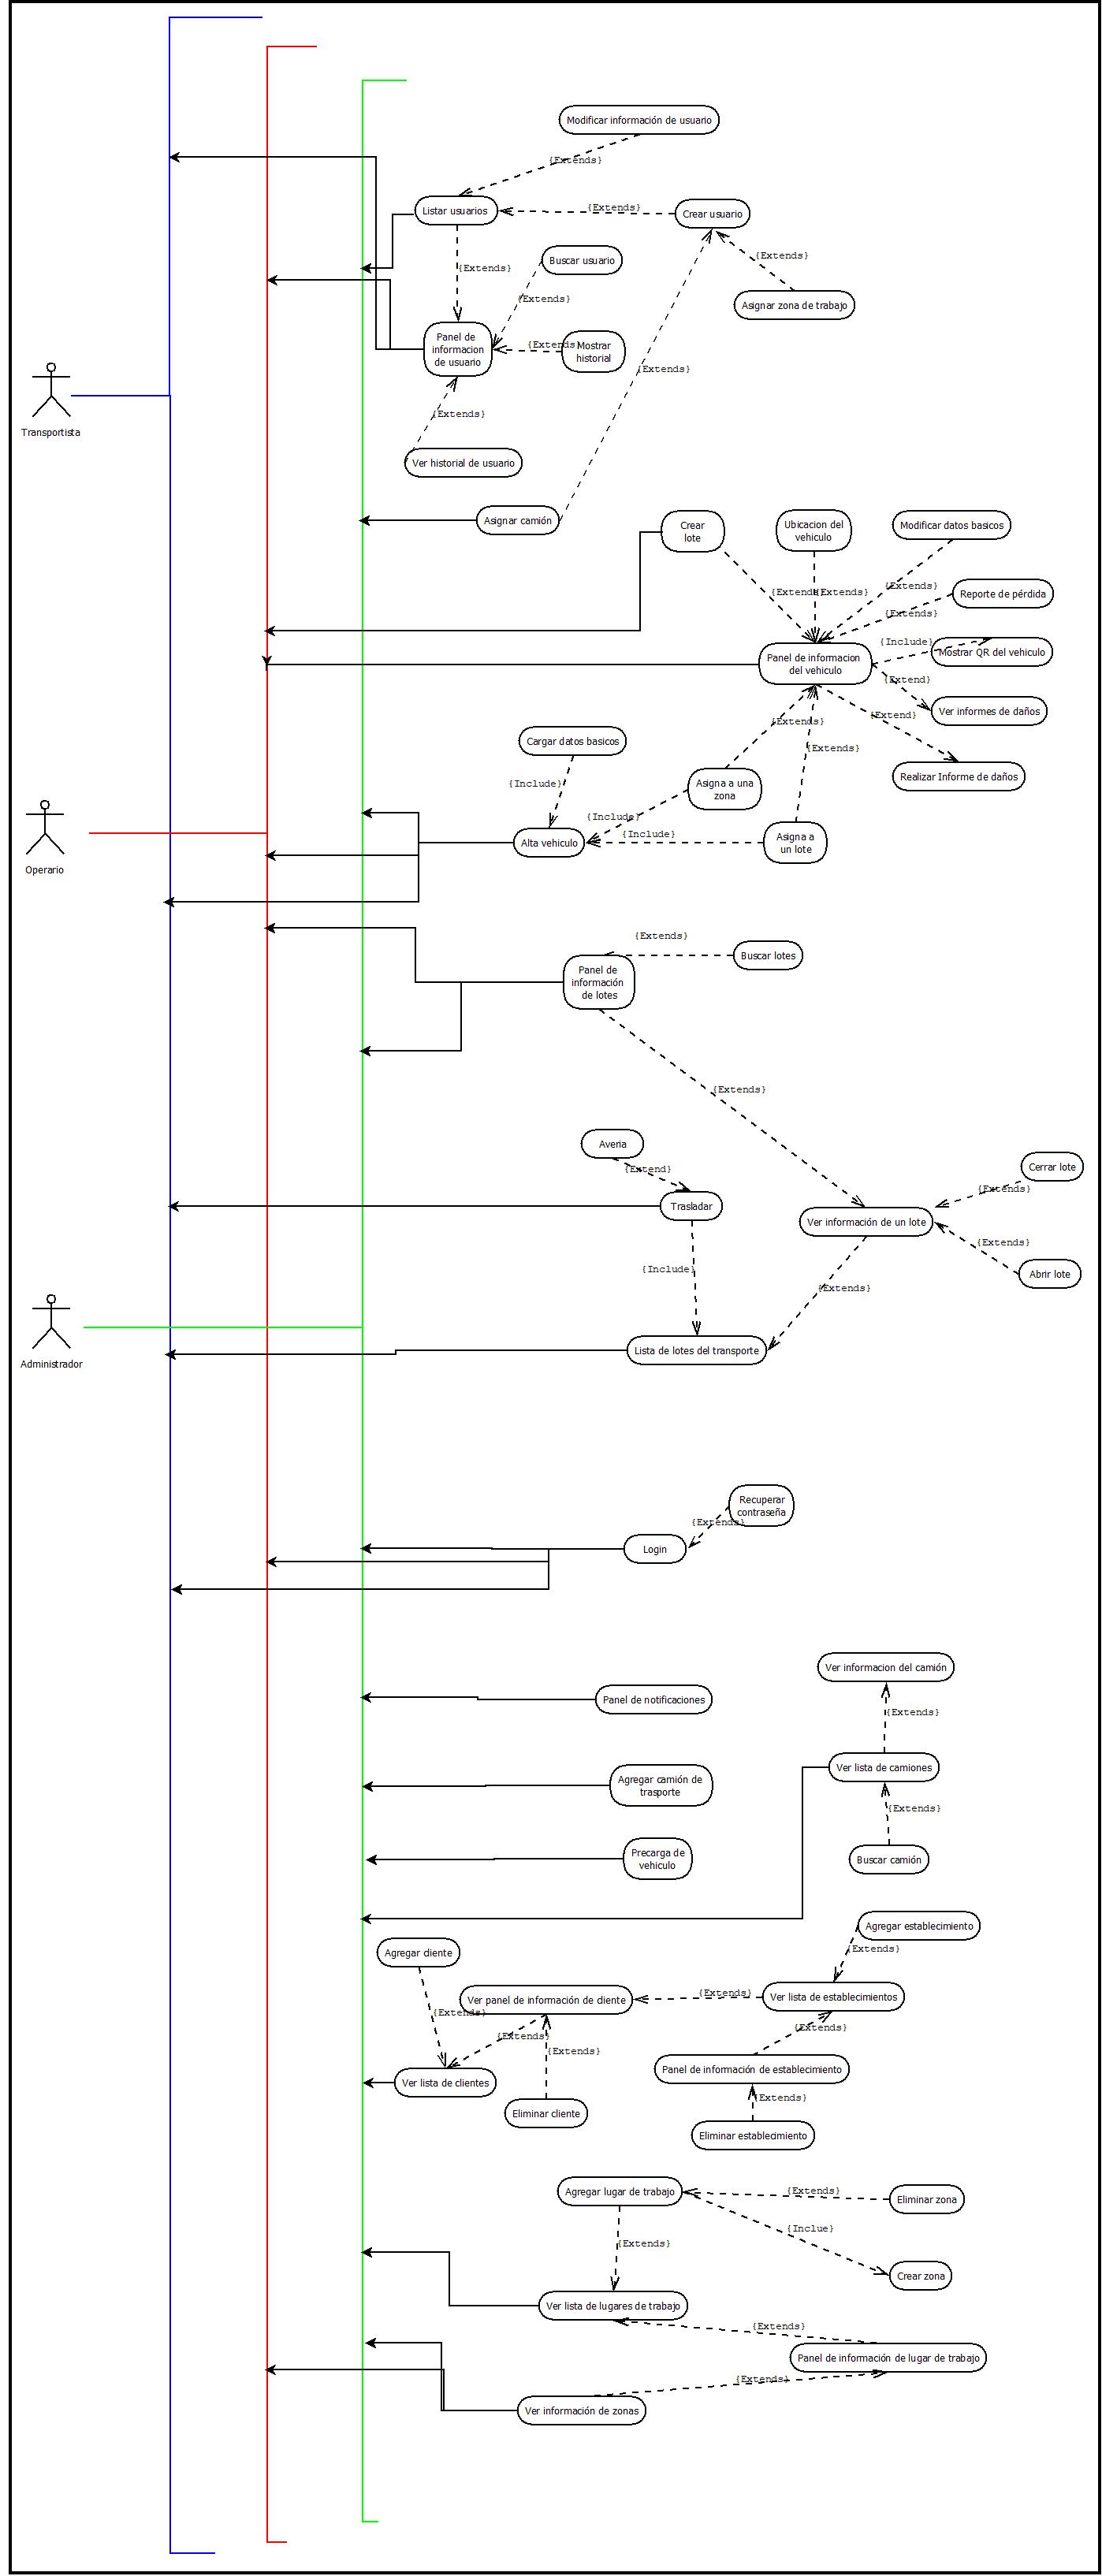 Modificar información de usuario
{Extends}
Listar usuarios
{Extends}
Crear usuario
{Extends}
Buscar usuario
{Extends}
Asignar zona de trabajo
{Extends}
Panel de
informacion
de usuario
{Extends}
Mostrar
historial
{Extends}
Transportista
{Extends}
Ver historial de usuario
Asignar camión
Crear
lote
Ubicacion del
vehiculo
Modificar datos basicos
{Extends}
{Extends}
{Extends}
Reporte de pérdida
{Extends}
{Include}
Mostrar QR del vehiculo
Panel de informacion
del vehiculo
{Extend}
Ver informes de daños
{Extends}
{Extend}
Cargar datos basicos
{Extends}
Realizar Informe de daños
{Include}
Asigna a una
zona
{Include}
Operario
Alta vehiculo
{Include}
Asigna a
un lote
{Extends}
Buscar lotes
Panel de
información
de lotes
{Extends}
Averia
{Extend}
Cerrar lote
{Extends}
Trasladar
Ver información de un lote
{Extends}
{Include}
Abrir lote
{Extends}
Administrador
Lista de lotes del transporte
Recuperar
contraseña
{Extends}
Login
Ver informacion del camión
Panel de notificaciones
{Extends}
Ver lista de camiones
Agregar camión de
trasporte
{Extends}
Precarga de
vehiculo
Buscar camión
Agregar establecimiento
{Extends}
Agregar cliente
Ver panel de información de cliente
{Extends}
Ver lista de establecimientos
{Extends}
{Extends}
{Extends}
{Extends}
Panel de información de establecimiento
Ver lista de clientes
{Extends}
Eliminar cliente
Eliminar establecimiento
Agregar lugar de trabajo
{Extends}
Eliminar zona
{Inclue}
{Extends}
Crear zona
Ver lista de lugares de trabajo
{Extends}
Panel de información de lugar de trabajo
{Extends}
Ver información de zonas